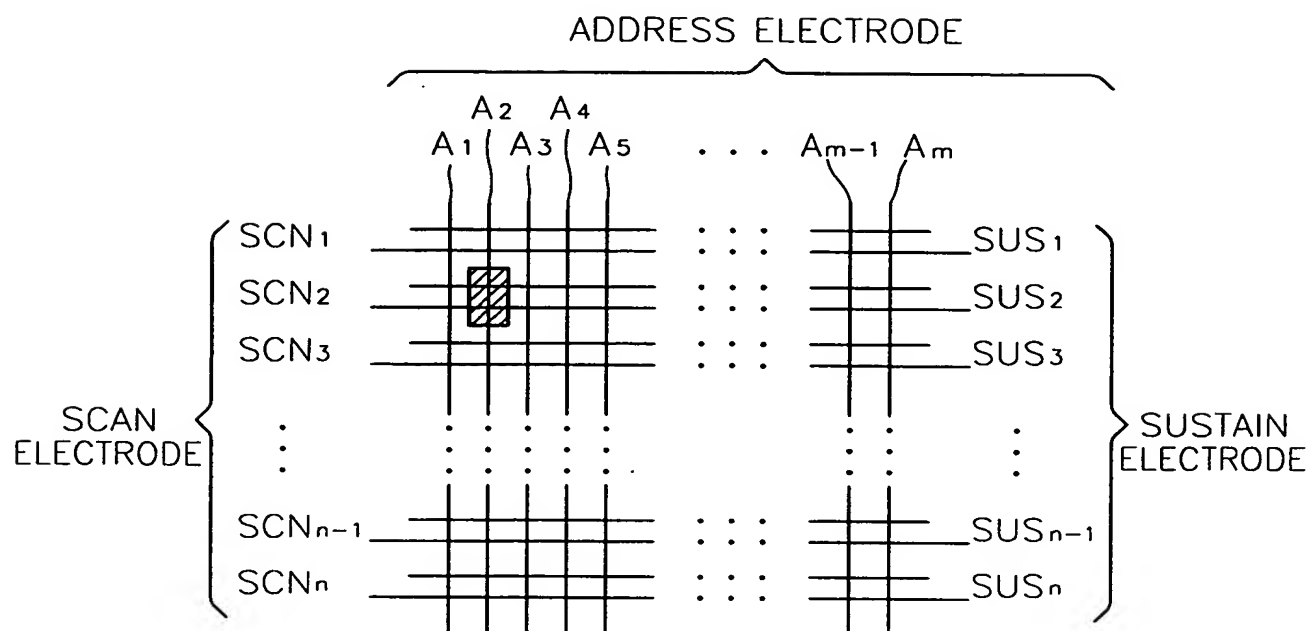 ADDRESS ELECTRODE
A2 A4
A1 A3 A5 . . . Am-1 Am
SCN1 SUS1
SCN2 SUS2
SCN3 SUS3
SCAN ELECTRODE
SUSTAIN ELECTRODE
SCNn-1 SUSn-1
SCNn SUSn